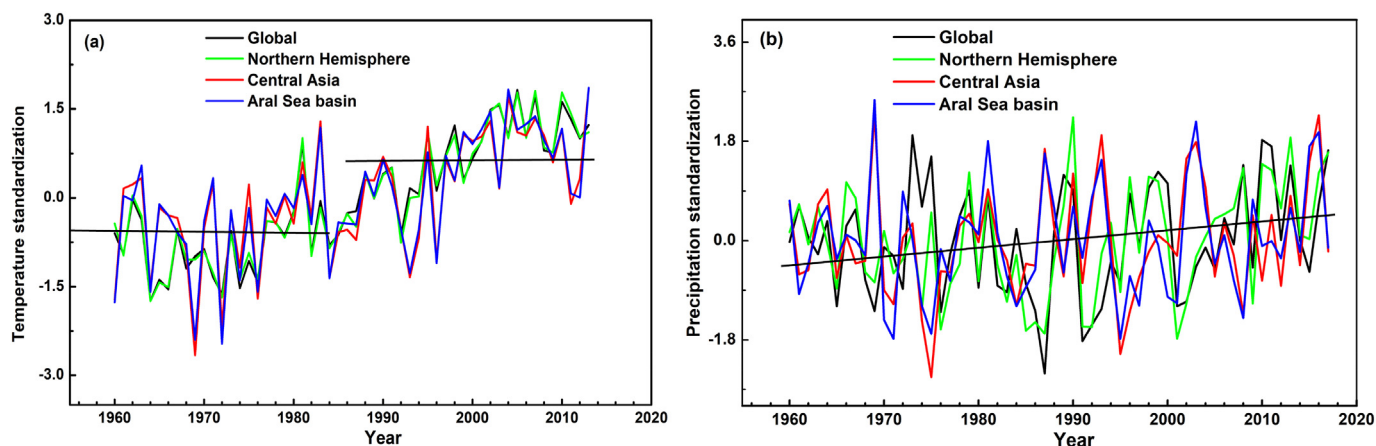 (a)
Global
Northern Hemisphere
Central Asia
Aral Sea basin
Temperature standardization
3.0
1.5
0.0
-1.5
-3.0
1960 1970 1980 1990 2000 2010 2020
Year
(b)
Global
Northern Hemisphere
Central Asia
Aral Sea basin
Precipitation standardization
3.6
1.8
0.0
-1.8
1960 1970 1980 1990 2000 2010 2020
Year